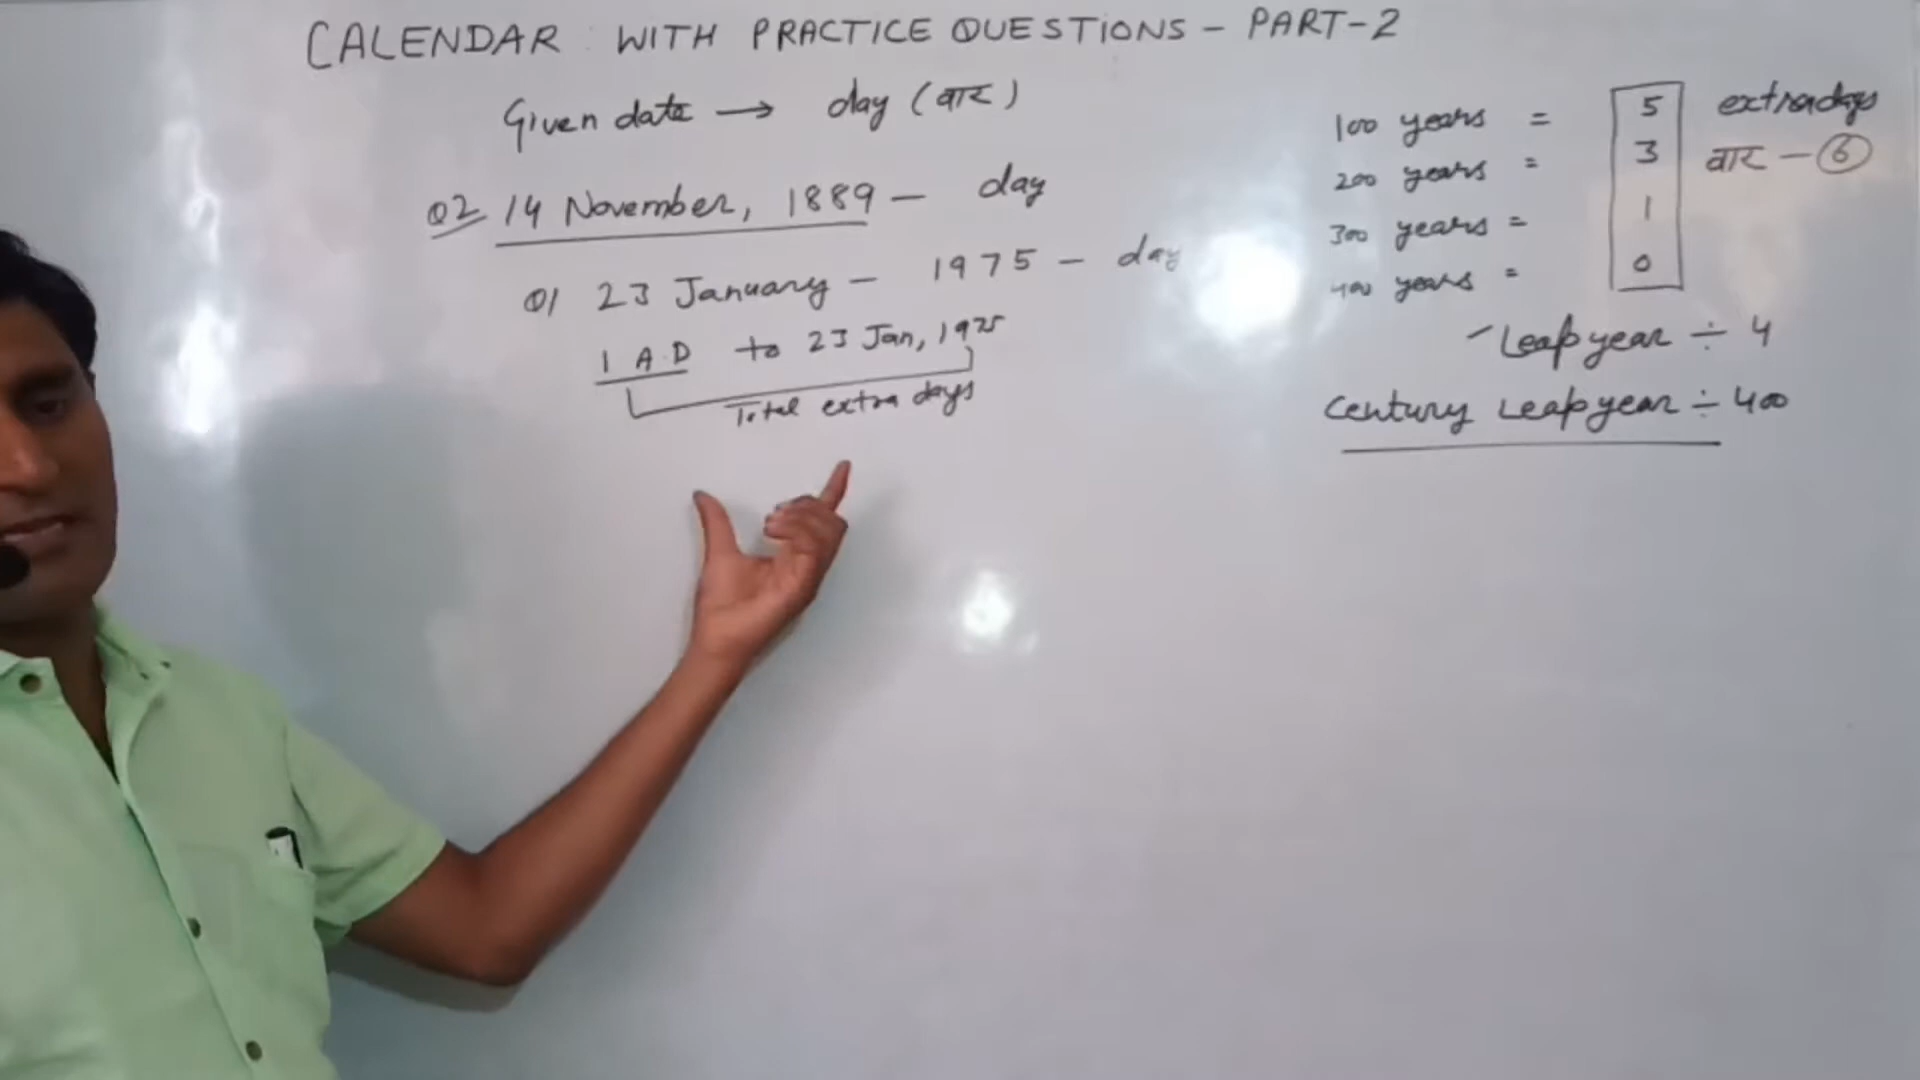 CALENDAR WITH PRACTICE QUESTIONS - PART-2
Given date → day (वार)
Q2 14 November, 1889 - day
Q1 23 January - 1975 - day
1 A.D to 23 Jan, 1975
Total extra days
100 years = 5 extra days
200 years = 3 वार - 6
300 years = 1
400 years = 0
Leap year ÷ 4
Century Leap year ÷ 400